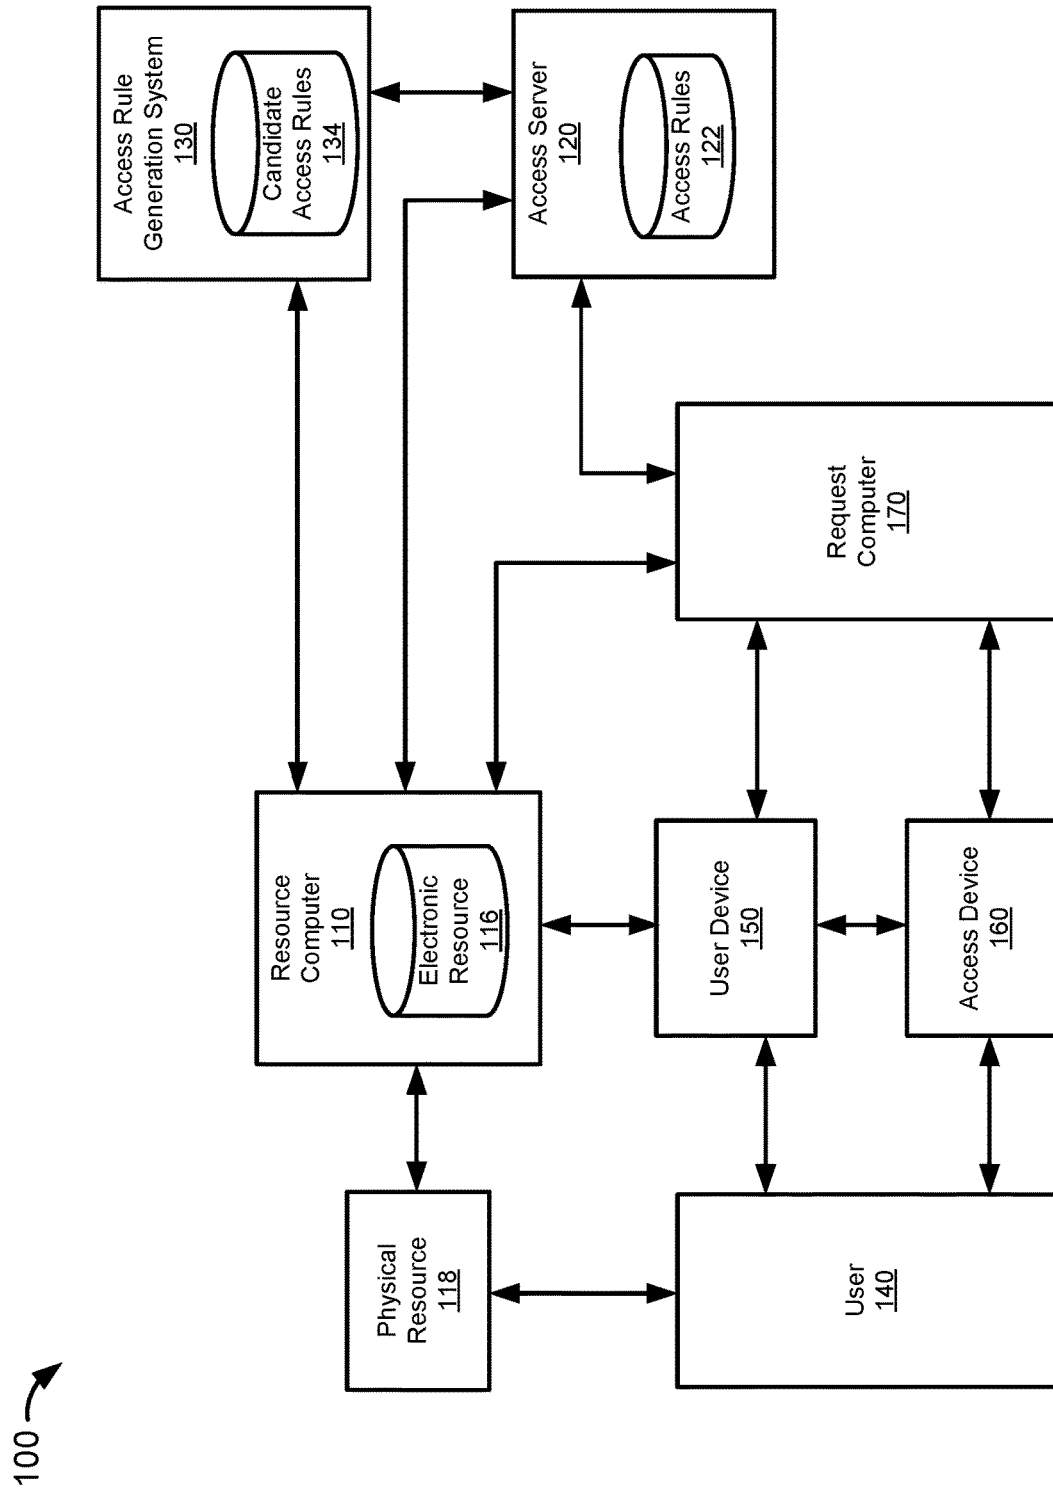 100
Physical
Resource
118
User
140
Resource
Computer
110
Electronic
Resource
116
User Device
150
Access Device
160
Request
Computer
170
Access Rule
Generation System
130
Candidate
Access Rules
134
Access Server
120
Access Rules
122